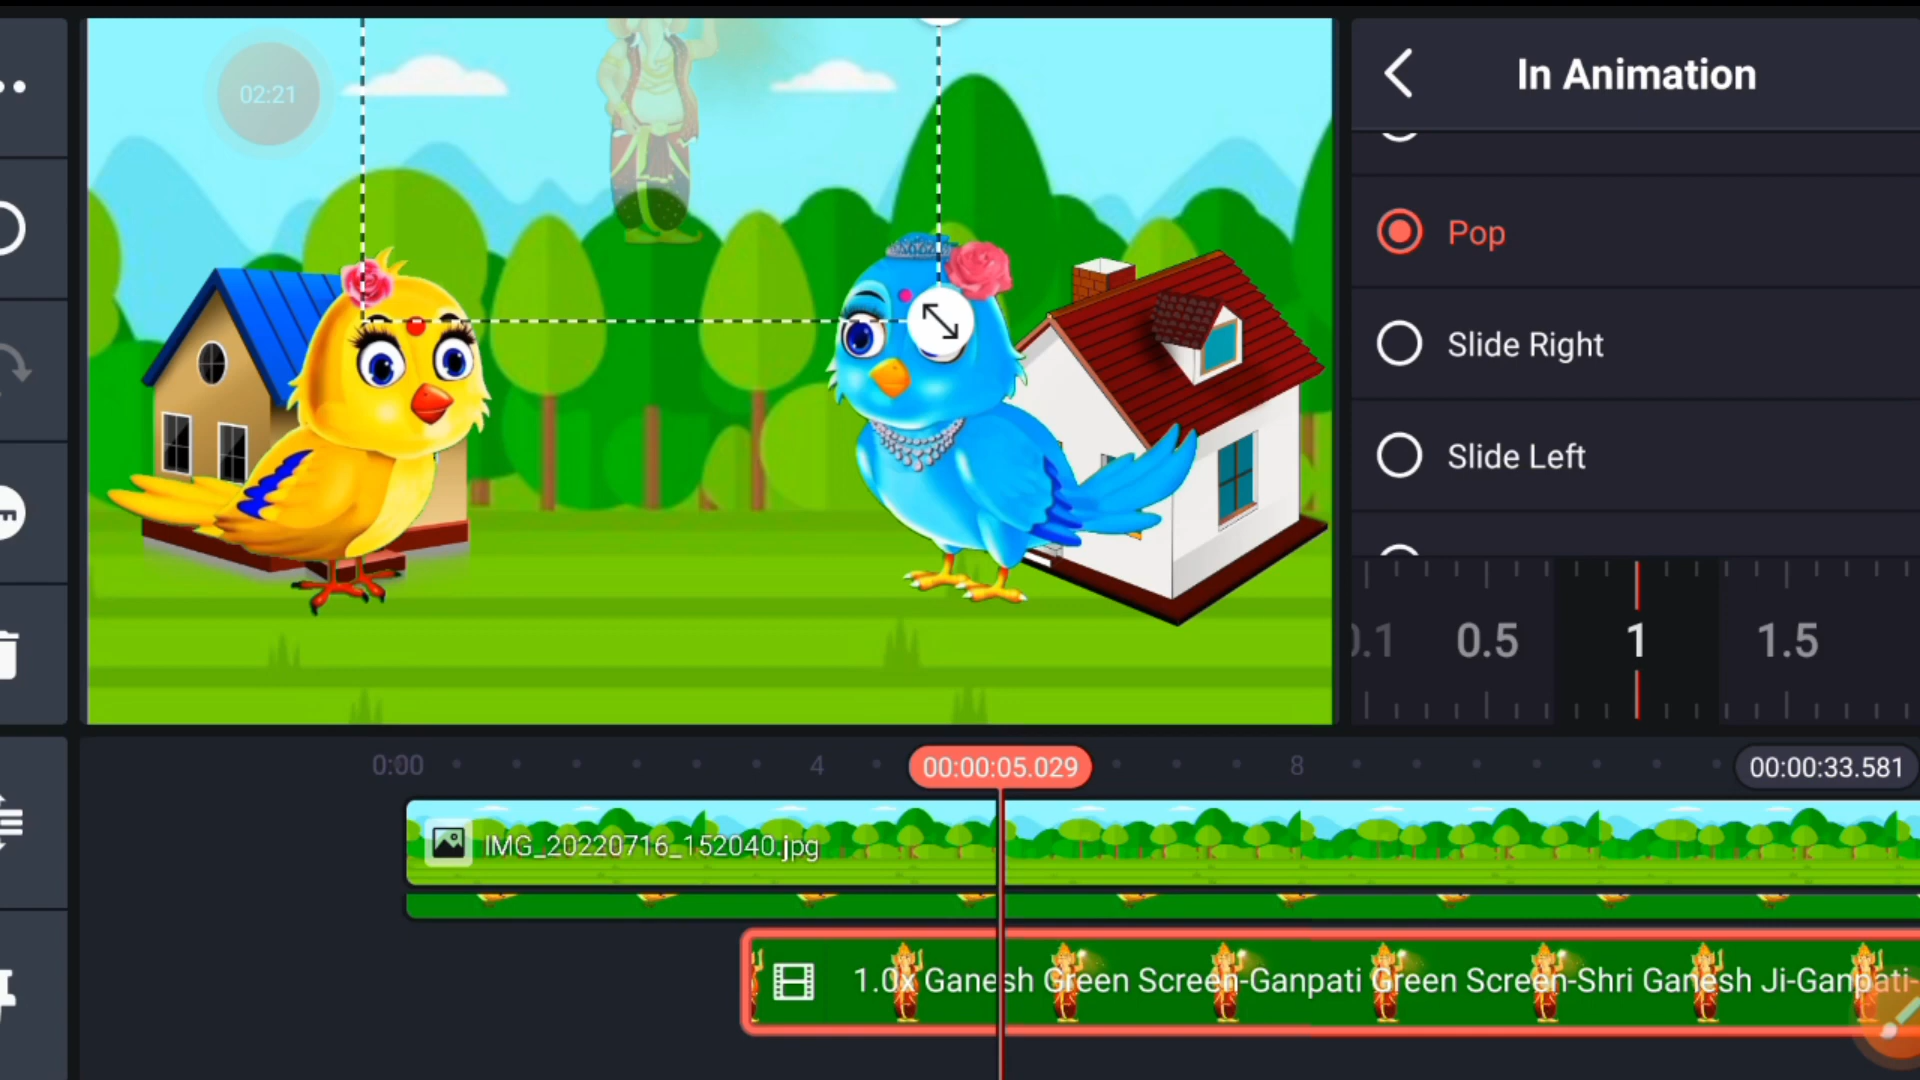 02:21
In Animation
Pop
Slide Right
Slide Left
0.5
1
1.5
0:00
4
00:00:05.029
8
00:00:33.581
IMG_20220716_152040.jpg
1.0x Ganesh Green Screen-Ganpati Green Screen-Shri Ganesh Ji-Ganpati-